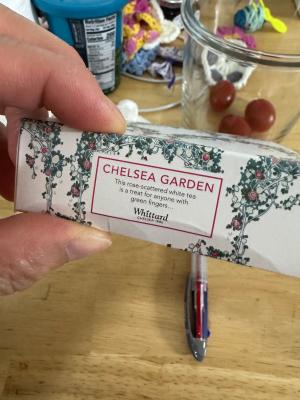 CHELSEA GARDEN
This rose-scattered white tea
is a treat for anyone with
green fingers...
Whittard